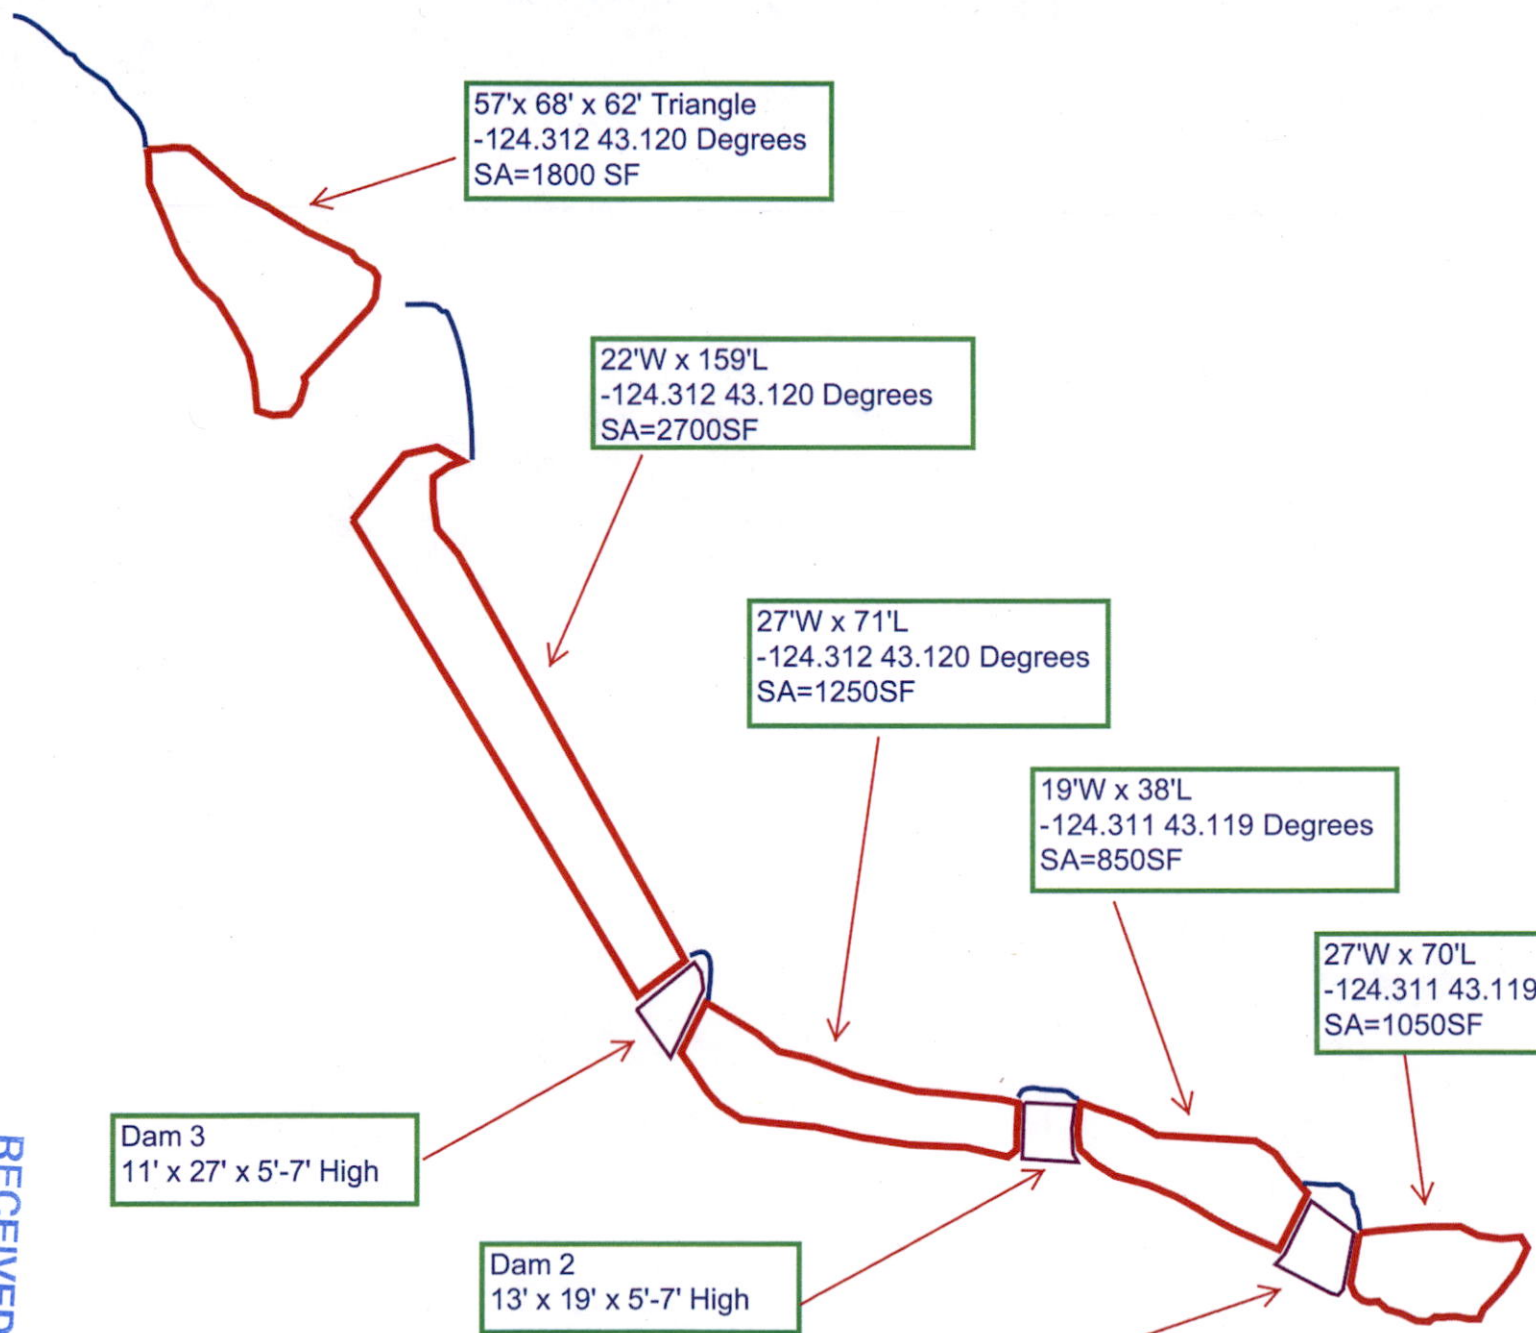 57'x 68' x 62' Triangle
-124.312 43.120 Degrees
SA=1800 SF
22'W x 159'L
-124.312 43.120 Degrees
SA=2700SF
27'W x 71'L
-124.312 43.120 Degrees
SA=1250SF
19'W x 38'L
-124.311 43.119 Degrees
SA=850SF
27'W x 70'L
-124.311 43.119
SA=1050SF
Dam 3
11' x 27' x 5'-7' High
Dam 2
13' x 19' x 5'-7' High
RECEIVED